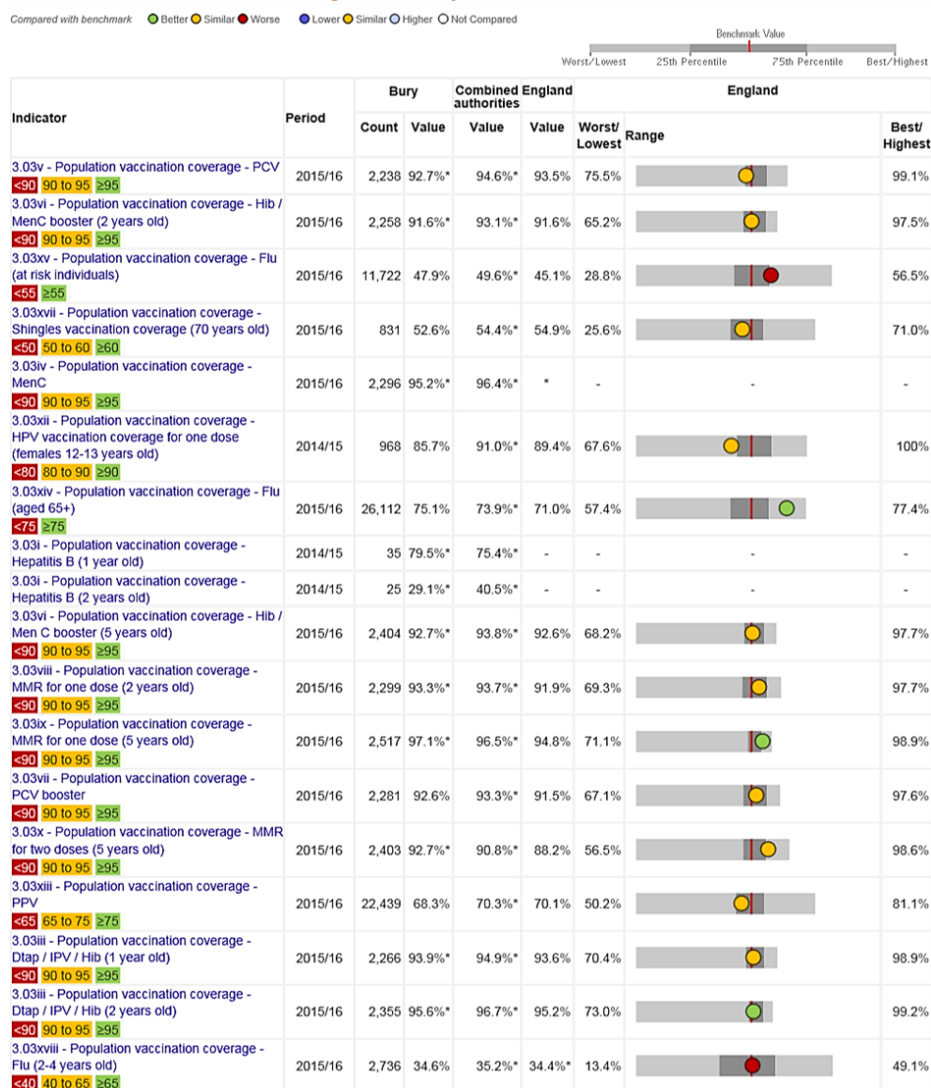 Compared with benchmark Better Similar Worse Lower Similar Higher Not Compared
Benchmark Value
Worst/Lowest 25th Percentile 75th Percentile Best/Highest
Indicator Period Bury Combined authorities England England
Count Value Value Value Worst/Lowest Range Best/Highest
3.03v - Population vaccination coverage - PCV
<90 90 to 95 ≥95
2015/16 2,238 92.7%* 94.6%* 93.5% 75.5% 99.1%
3.03vi - Population vaccination coverage - Hib /
MenC booster (2 years old)
<90 90 to 95 ≥95
2015/16 2,258 91.6%* 93.1%* 91.6% 65.2% 97.5%
3.03xv - Population vaccination coverage - Flu
(at risk individuals)
<55 ≥55
2015/16 11,722 47.9% 49.6%* 45.1% 28.8% 56.5%
3.03xvii - Population vaccination coverage -
Shingles vaccination coverage (70 years old)
<50 50 to 60 ≥60
2015/16 831 52.6% 54.4%* 54.9% 25.6% 71.0%
3.03iv - Population vaccination coverage -
MenC
<90 90 to 95 ≥95
2015/16 2,296 95.2%* 96.4%* * - - -
3.03xii - Population vaccination coverage -
HPV vaccination coverage for one dose
(females 12-13 years old)
<80 80 to 90 ≥90
2014/15 968 85.7% 91.0%* 89.4% 67.6% 100%
3.03xiv - Population vaccination coverage - Flu
(aged 65+)
<75 ≥75
2015/16 26,112 75.1% 73.9%* 71.0% 57.4% 77.4%
3.03i - Population vaccination coverage -
Hepatitis B (1 year old)
2014/15 35 79.5%* 75.4%* - - - -
3.03i - Population vaccination coverage -
Hepatitis B (2 years old)
2014/15 25 29.1%* 40.5%* - - - -
3.03vi - Population vaccination coverage - Hib /
Men C booster (5 years old)
<90 90 to 95 ≥95
2015/16 2,404 92.7%* 93.8%* 92.6% 68.2% 97.7%
3.03viii - Population vaccination coverage -
MMR for one dose (2 years old)
<90 90 to 95 ≥95
2015/16 2,299 93.3%* 93.7%* 91.9% 69.3% 97.7%
3.03ix - Population vaccination coverage -
MMR for one dose (5 years old)
<90 90 to 95 ≥95
2015/16 2,517 97.1%* 96.5%* 94.8% 71.1% 98.9%
3.03vii - Population vaccination coverage -
PCV booster
<90 90 to 95 ≥95
2015/16 2,281 92.6% 93.3%* 91.5% 67.1% 97.6%
3.03x - Population vaccination coverage - MMR
for two doses (5 years old)
<90 90 to 95 ≥95
2015/16 2,403 92.7%* 90.8%* 88.2% 56.5% 98.6%
3.03xiii - Population vaccination coverage -
PPV
<65 65 to 75 ≥75
2015/16 22,439 68.3% 70.3%* 70.1% 50.2% 81.1%
3.03iii - Population vaccination coverage -
Dtap / IPV / Hib (1 year old)
<90 90 to 95 ≥95
2015/16 2,266 93.9%* 94.9%* 93.6% 70.4% 98.9%
3.03iii - Population vaccination coverage -
Dtap / IPV / Hib (2 years old)
<90 90 to 95 ≥95
2015/16 2,355 95.6%* 96.7%* 95.2% 73.0% 99.2%
3.03xviii - Population vaccination coverage -
Flu (2-4 years old)
<40 40 to 65 ≥65
2015/16 2,736 34.6% 35.2%* 34.4%* 13.4% 49.1%